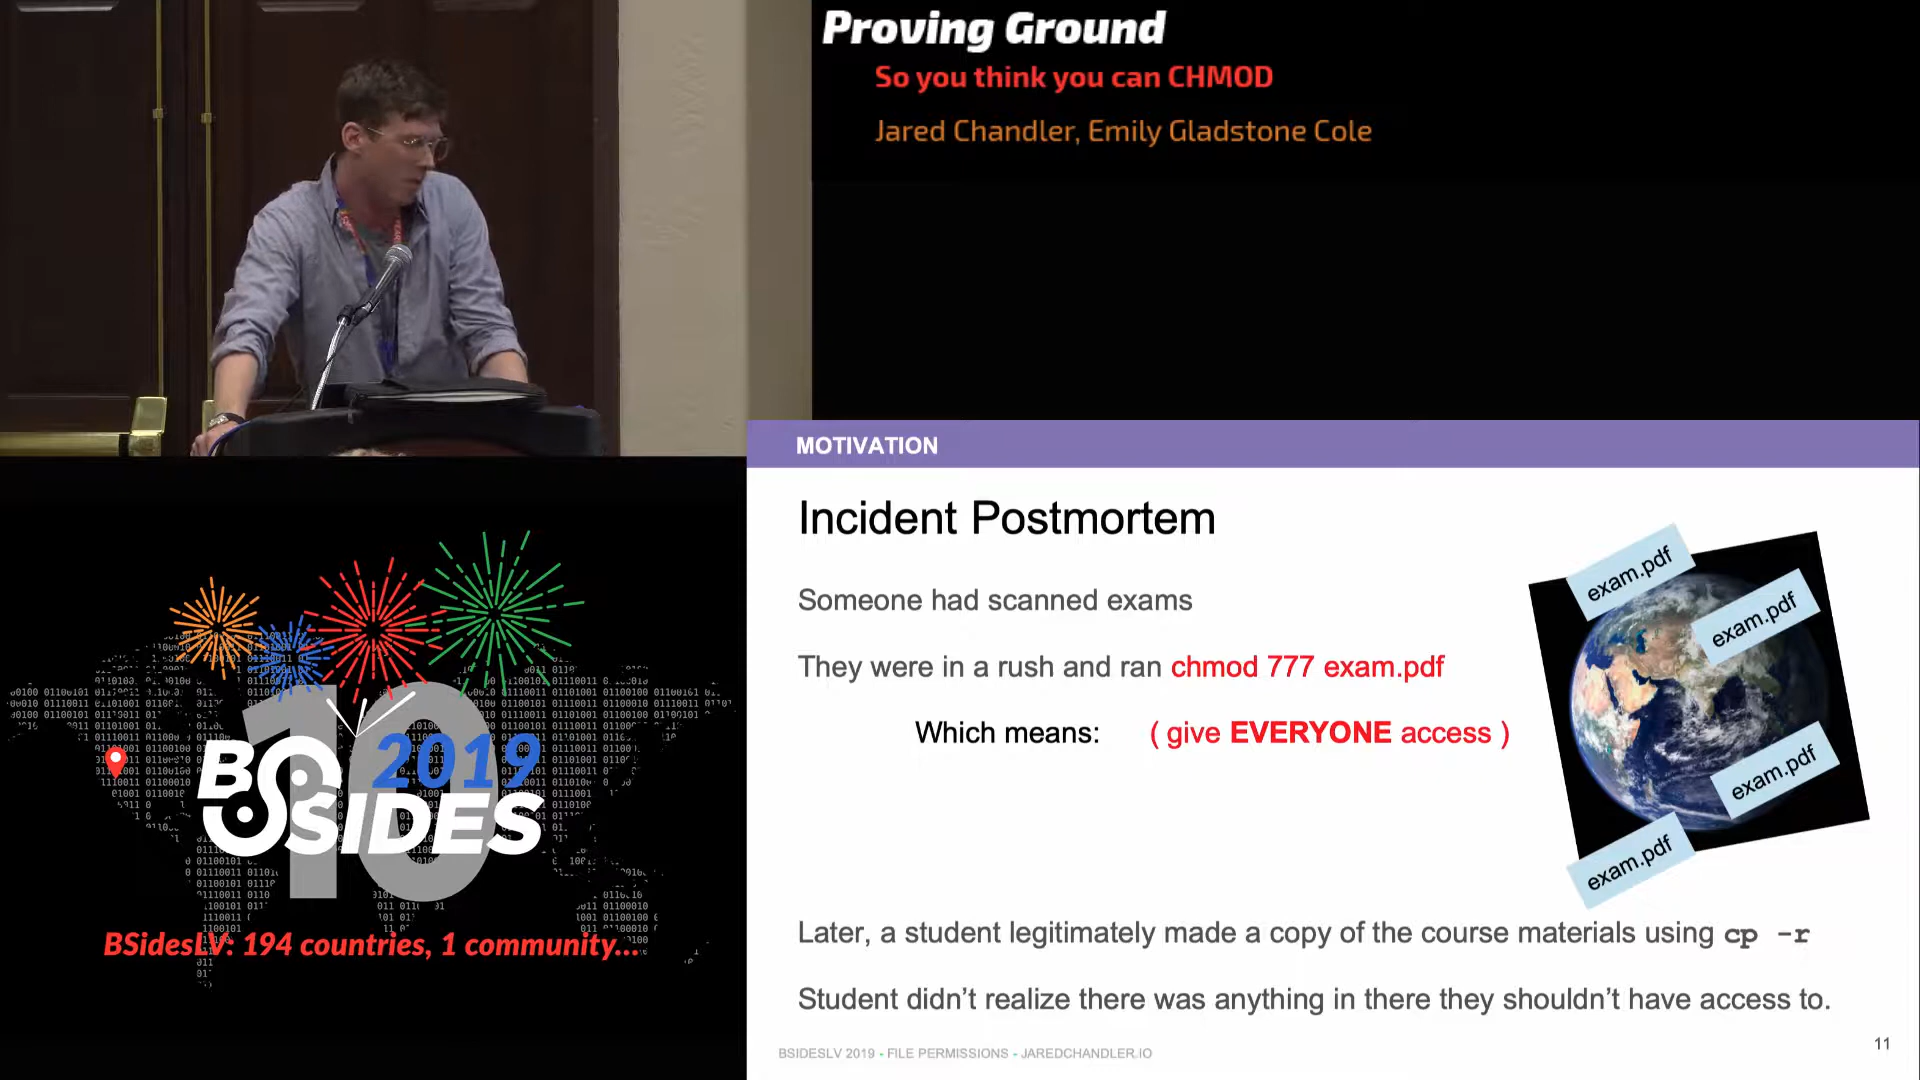 Proving Ground
So you think you can CHMOD
Jared Chandler, Emily Gladstone Cole
MOTIVATION
Incident Postmortem
Someone had scanned exams
They were in a rush and ran chmod 777 exam.pdf
Which means: ( give EVERYONE access )
exam.pdf
exam.pdf
exam.pdf
exam.pdf
Later, a student legitimately made a copy of the course materials using cp -r
Student didn’t realize there was anything in there they shouldn’t have access to.
BSIDESLV 2019 - FILE PERMISSIONS - JAREDCHANDLER.IO
11
10
2019
BSIDES
BSidesLV: 194 countries, 1 community...